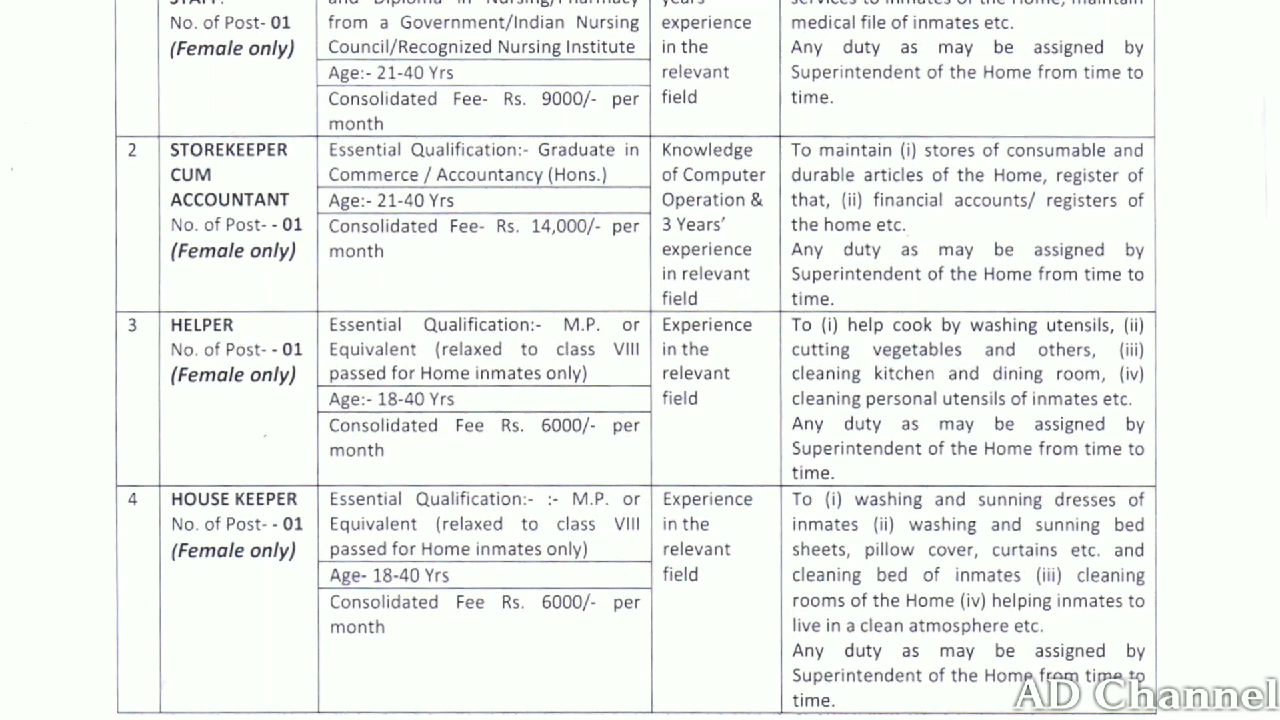 STAFF.
No. of Post- 01
(Female only)
and Diploma in Nursing/Pharmacy
from a Government/Indian Nursing
Council/Recognized Nursing Institute
Age:- 21-40 Yrs
Consolidated Fee- Rs. 9000/- per
month
years
experience
in the
relevant
field
services to inmates of the Home, maintain
medical file of inmates etc.
Any duty as may be assigned by
Superintendent of the Home from time to
time.
2
STOREKEEPER
CUM
ACCOUNTANT
No. of Post- - 01
(Female only)
Essential Qualification:- Graduate in
Commerce / Accountancy (Hons.)
Age:- 21-40 Yrs
Consolidated Fee- Rs. 14,000/- per
month
Knowledge
of Computer
Operation &
3 Years’
experience
in relevant
field
To maintain (i) stores of consumable and
durable articles of the Home, register of
that, (ii) financial accounts/ registers of
the home etc.
Any duty as may be assigned by
Superintendent of the Home from time to
time.
3
HELPER
No. of Post- - 01
(Female only)
Essential Qualification:- M.P. or
Equivalent (relaxed to class VIII
passed for Home inmates only)
Age:- 18-40 Yrs
Consolidated Fee Rs. 6000/- per
month
Experience
in the
relevant
field
To (i) help cook by washing utensils, (ii)
cutting vegetables and others, (iii)
cleaning kitchen and dining room, (iv)
cleaning personal utensils of inmates etc.
Any duty as may be assigned by
Superintendent of the Home from time to
time.
4
HOUSE KEEPER
No. of Post- - 01
(Female only)
Essential Qualification:- :- M.P. or
Equivalent (relaxed to class VIII
passed for Home inmates only)
Age- 18-40 Yrs
Consolidated Fee Rs. 6000/- per
month
Experience
in the
relevant
field
To (i) washing and sunning dresses of
inmates (ii) washing and sunning bed
sheets, pillow cover, curtains etc. and
cleaning bed of inmates (iii) cleaning
rooms of the Home (iv) helping inmates to
live in a clean atmosphere etc.
Any duty as may be assigned by
Superintendent of the Home from time to
time.
AD Channel